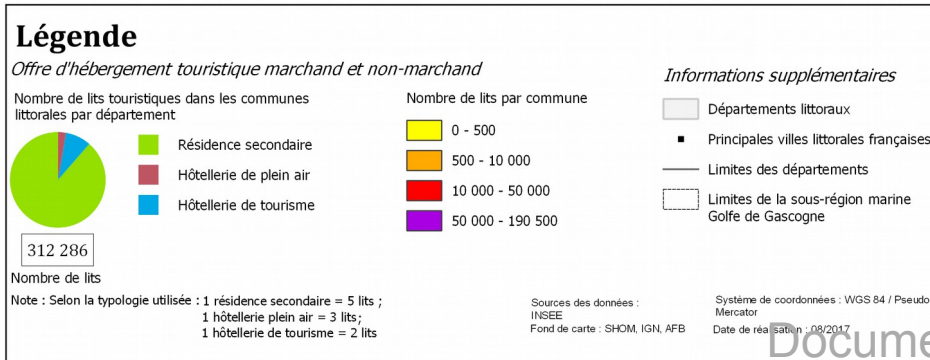 Légende
Offre d'hébergement touristique marchand et non-marchand
Nombre de lits touristiques dans les communes
littorales par département
Résidence secondaire
Hôtellerie de plein air
Hôtellerie de tourisme
312 286
Nombre de lits
Nombre de lits par commune
0 - 500
500 - 10 000
10 000 - 50 000
50 000 - 190 500
Informations supplémentaires
Départements littoraux
Principales villes littorales françaises
Limites des départements
Limites de la sous-région marine
Golfe de Gascogne
Note : Selon la typologie utilisée : 1 résidence secondaire = 5 lits ;
1 hôtellerie plein air = 3 lits;
1 hôtellerie de tourisme = 2 lits
Sources des données :
INSEE
Fond de carte : SHOM, IGN, AFB
Système de coordonnées : WGS 84 / Pseudo
Mercator
Date de réalisation : 08/2017
Docume